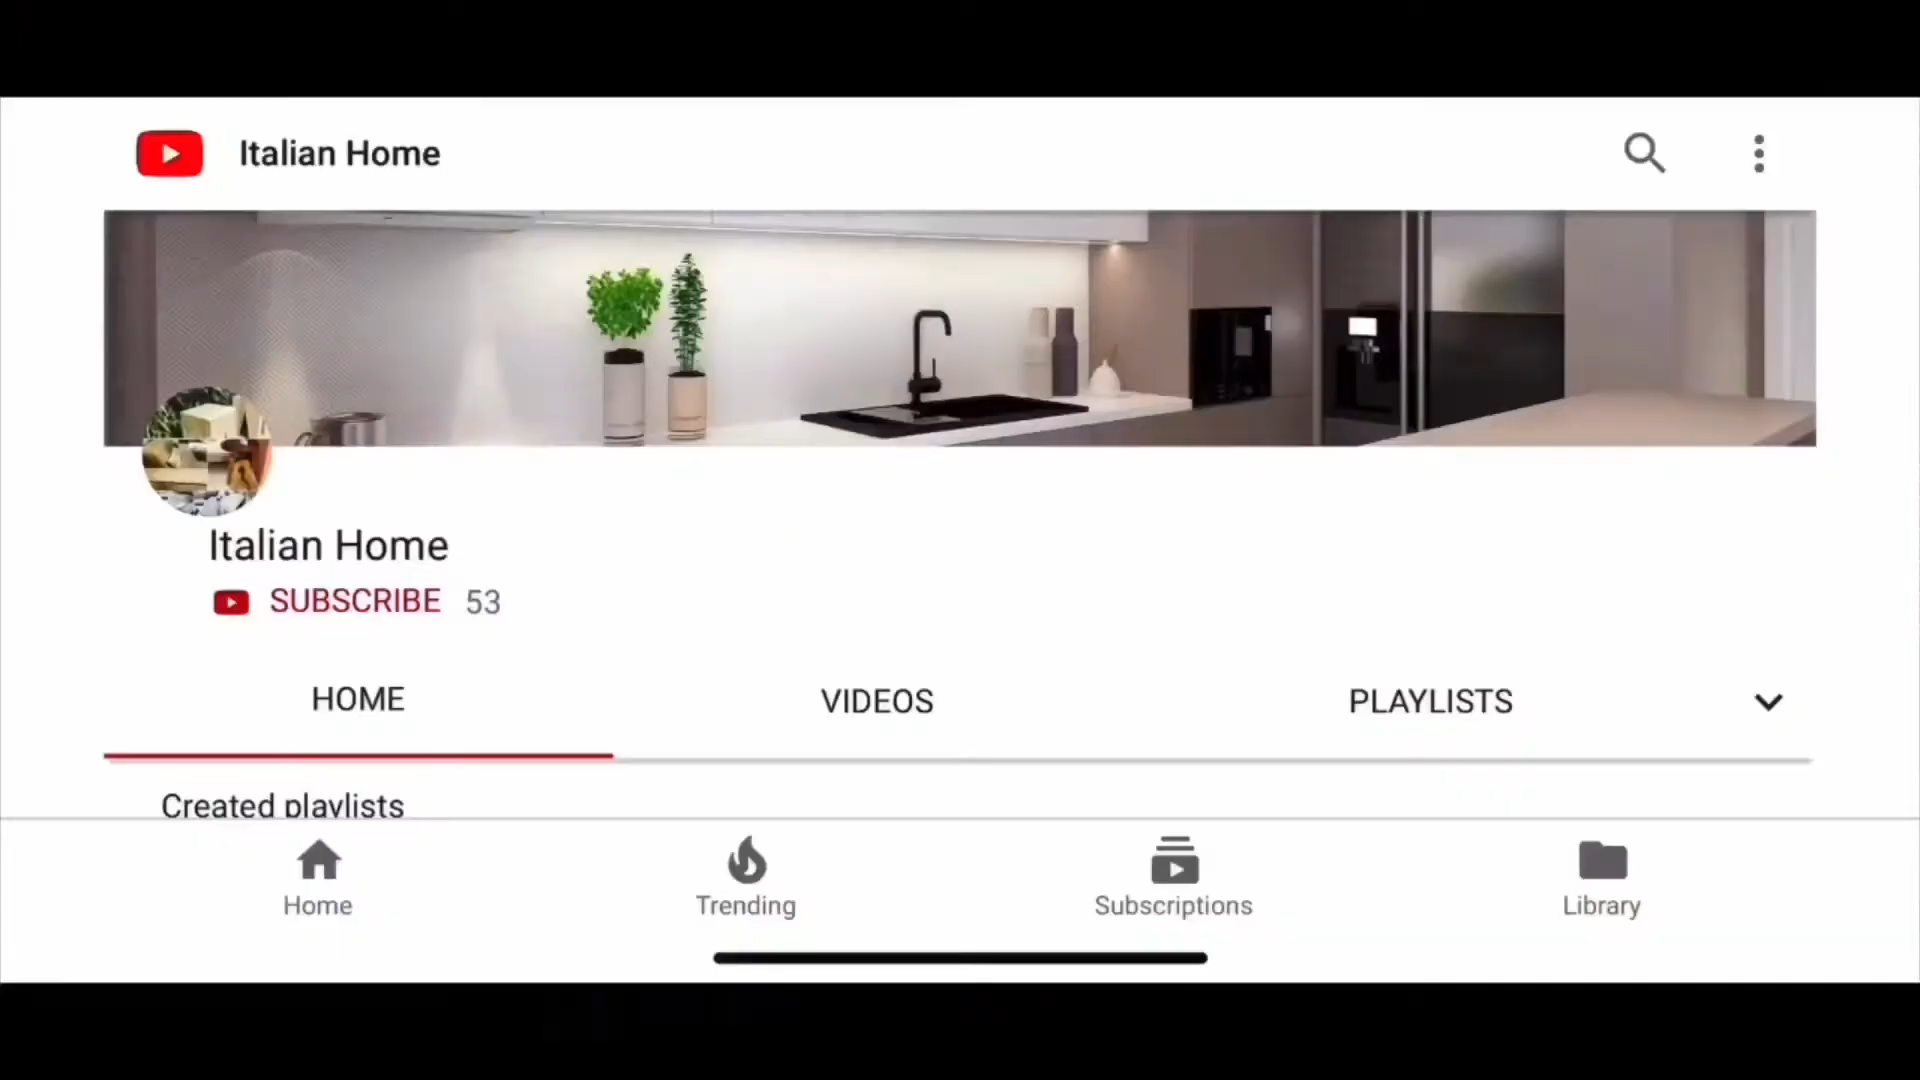 Italian Home
Italian Home
SUBSCRIBE 53
HOME VIDEOS PLAYLISTS
Created playlists
Home Trending Subscriptions Library